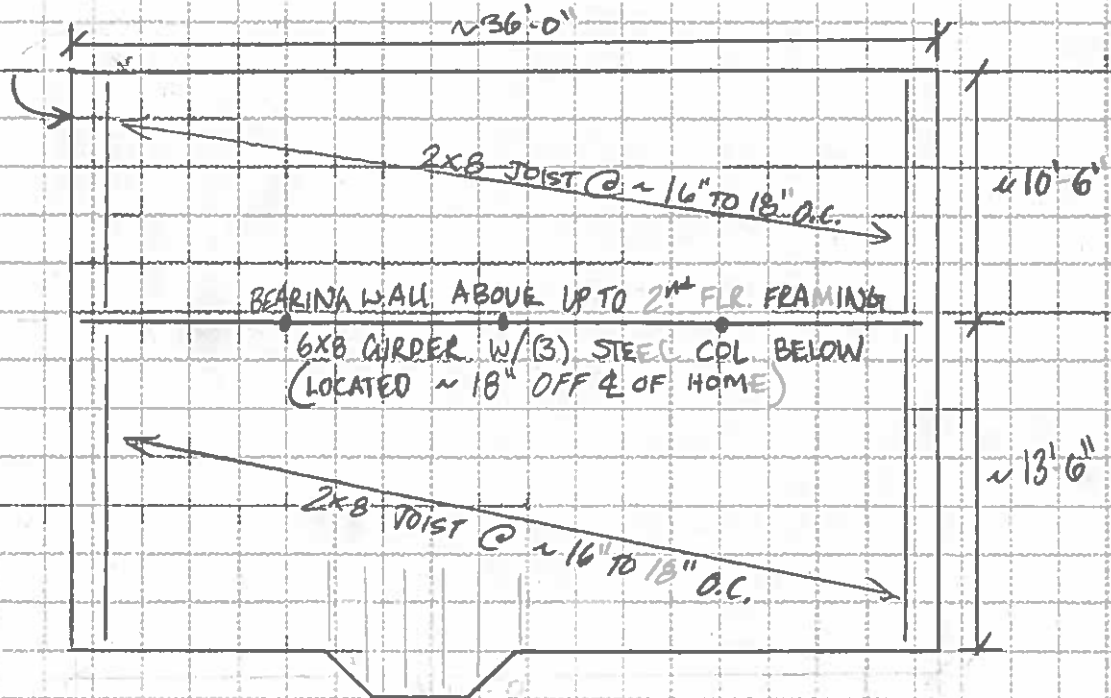 ~36'-0"
2x8 JOIST @ ~ 16" TO 18" O.C.
~10'-6"
BEARING WALL ABOVE UP TO 2nd FLR. FRAMING
6X8 GIRDER W/(3) STEEL COL BELOW
(LOCATED ~ 18" OFF ℄ OF HOME)
2x8 JOIST @ ~ 16" TO 18" O.C.
~13'-6"